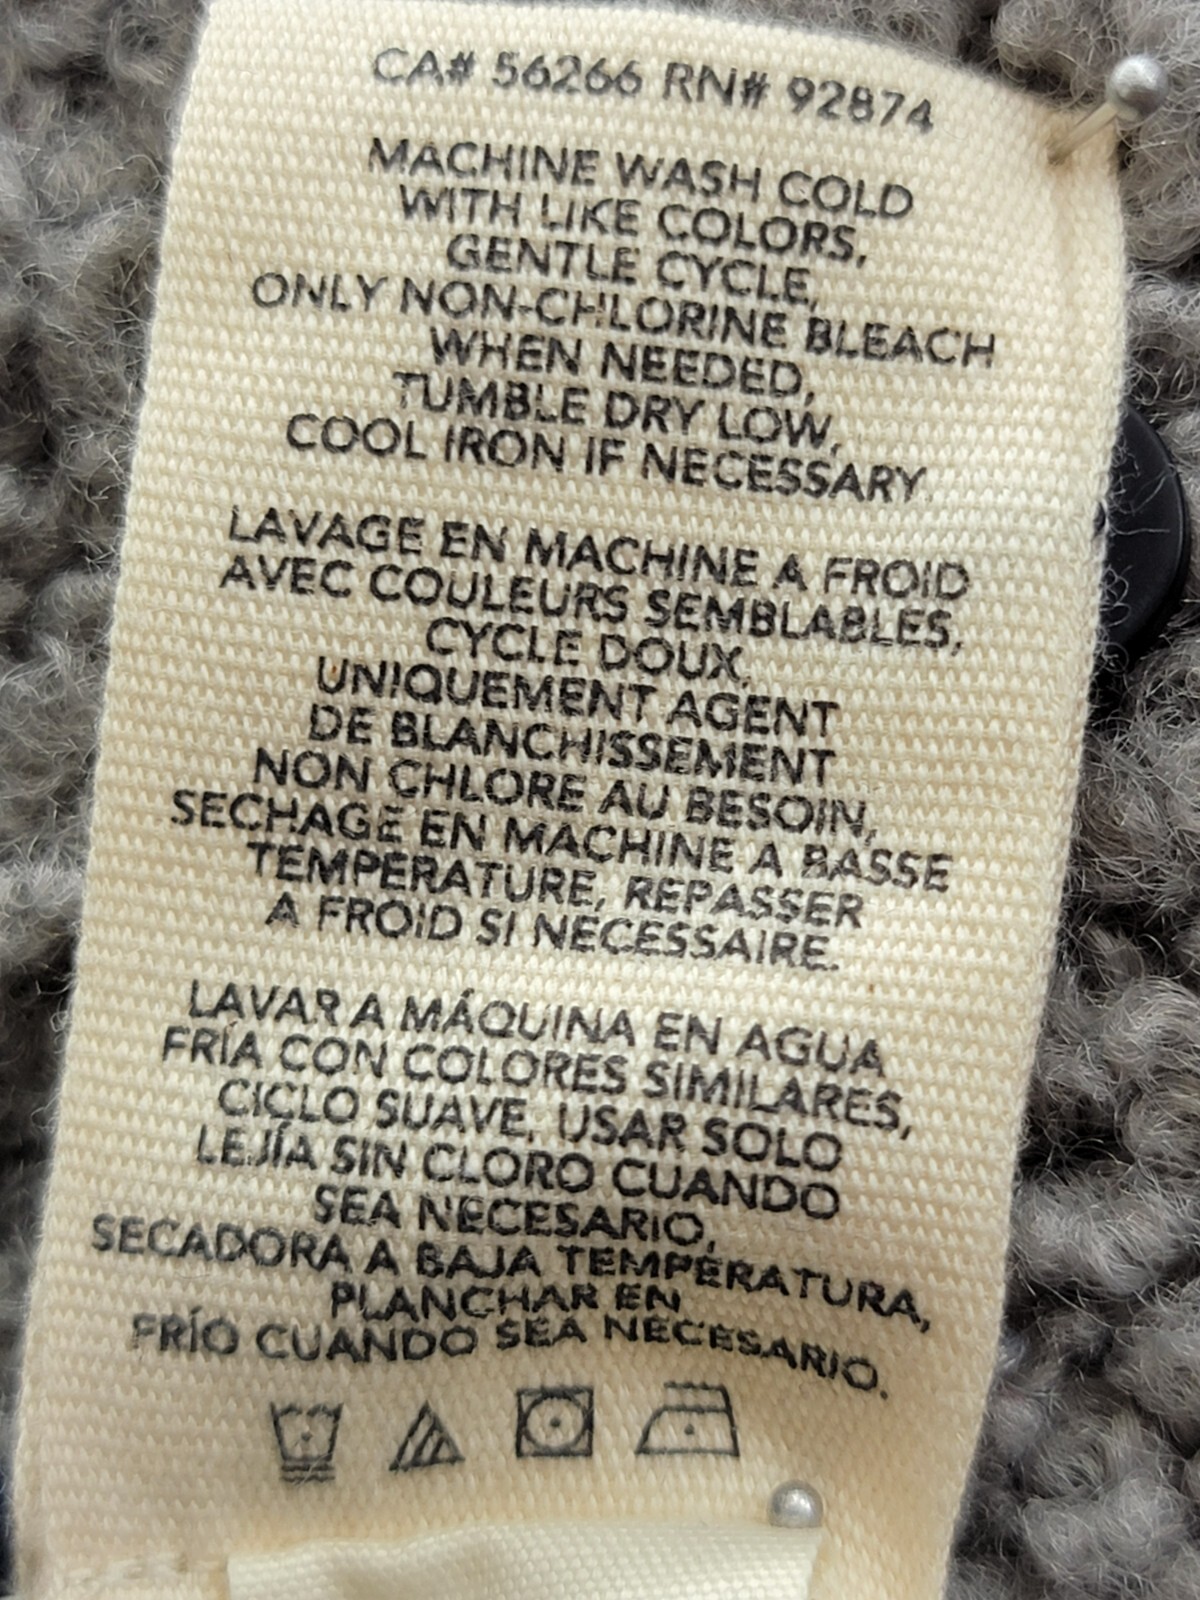 CA# 56266 RN# 92874
MACHINE WASH COLD
WITH LIKE COLORS,
GENTLE CYCLE,
ONLY NON-CHLORINE BLEACH
WHEN NEEDED,
TUMBLE DRY LOW,
COOL IRON IF NECESSARY.
LAVAGE EN MACHINE A FROID
AVEC COULEURS SEMBLABLES,
CYCLE DOUX,
UNIQUEMENT AGENT
DE BLANCHISSEMENT
NON CHLORE AU BESOIN,
SECHAGE EN MACHINE A BASSE
TEMPERATURE, REPASSER
A FROID SI NECESSAIRE.
LAVAR A MÁQUINA EN AGUA
FRÍA CON COLORES SIMILARES,
CICLO SUAVE, USAR SOLO
LEJÍA SIN CLORO CUANDO
SEA NECESARIO,
SECADORA A BAJA TEMPERATURA,
PLANCHAR EN
FRÍO CUANDO SEA NECESARIO.